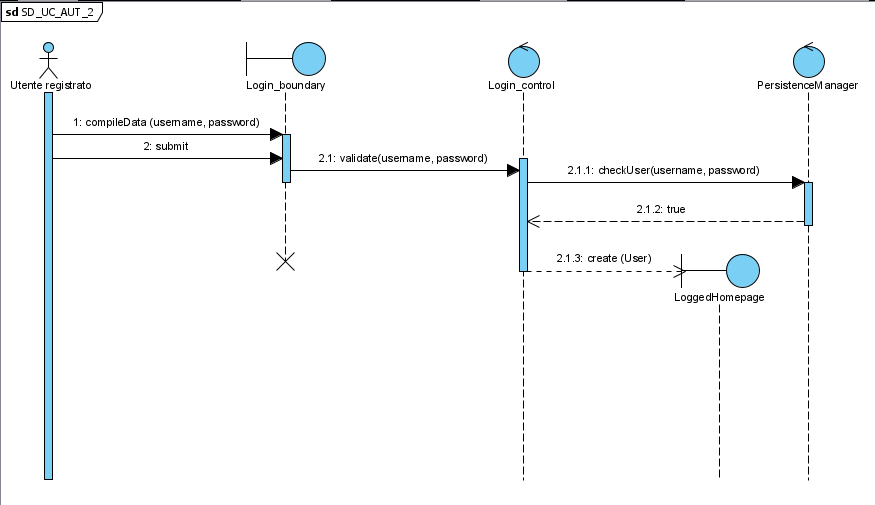 sd SD_UC_AUT_2
Utente registrato
Login_boundary
Login_control
PersistenceManager
1: compileData (username, password)
2: submit
2.1: validate(username, password)
2.1.1: checkUser(username, password)
2.1.2: true
2.1.3: create (User)
LoggedHomepage